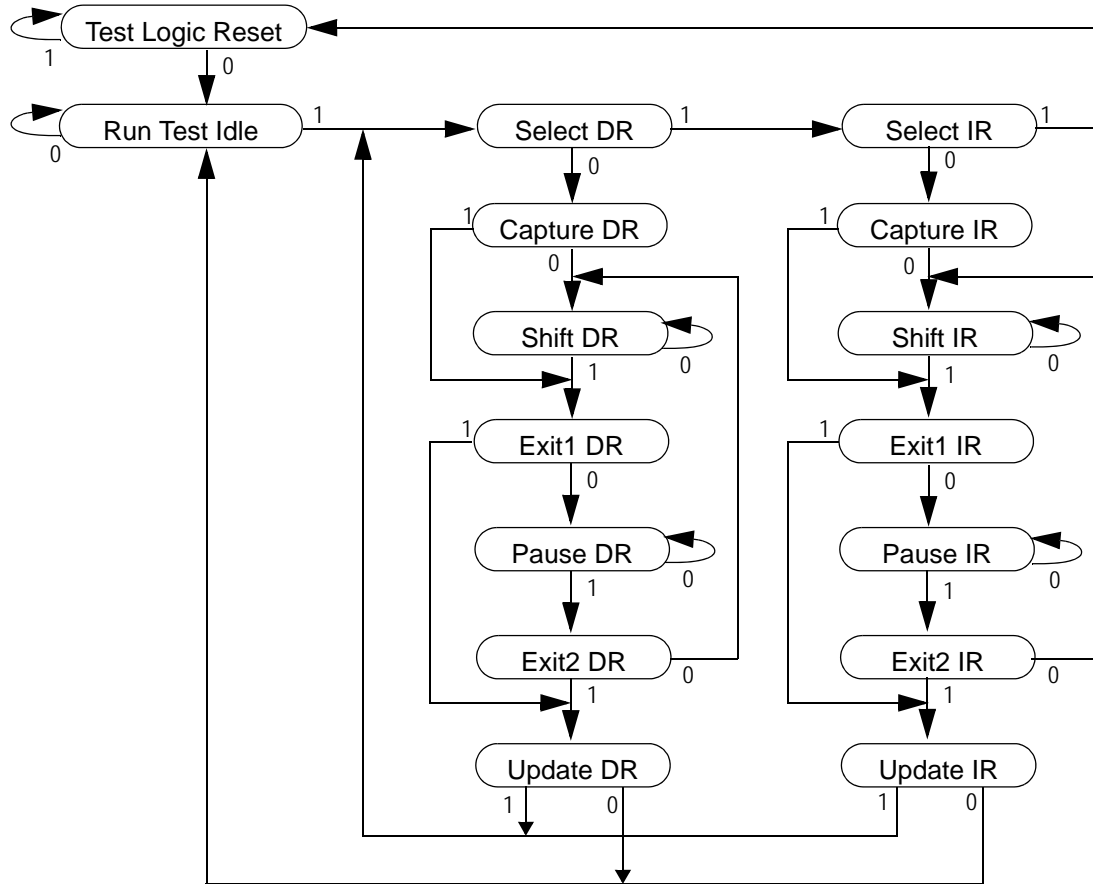 Test Logic Reset
1
0
Run Test Idle
1
Select DR
1
Select IR
1
0
0
0
1
Capture DR
1
Capture IR
0
0
Shift DR
Shift IR
0
0
1
1
1
Exit1 DR
1
Exit1 IR
0
0
Pause DR
Pause IR
0
0
1
1
Exit2 DR
Exit2 IR
0
0
1
1
Update DR
Update IR
1
0
1
0